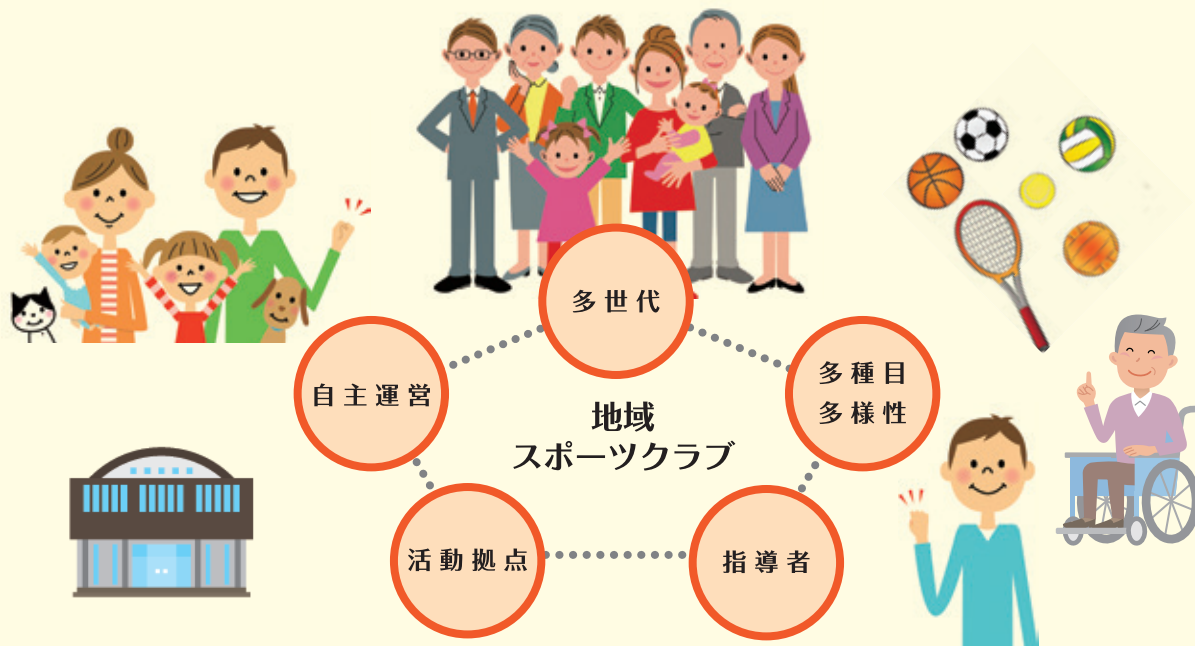 多世代
自主運営
多種目
多様性
地域
スポーツクラブ
活動拠点
指導者